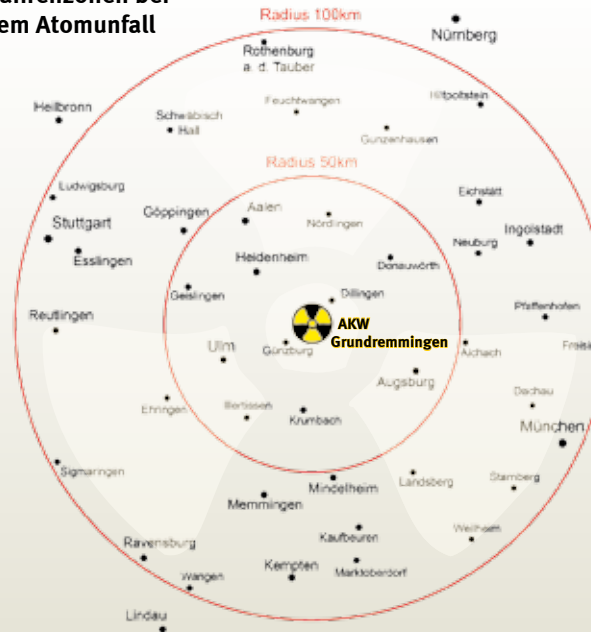 bei
Atomunfall
Radius 100km
Nürnberg
Rothenburg
a. d. Tauber
Feuchtwangen
Hilpoltstein
Heilbronn
Schwäbisch
Hall
Gunzenhausen
Radius 50km
Ludwigsburg
Eichstätt
Göppingen
Aalen
Nördlingen
Stuttgart
Ingolstadt
Neuburg
Esslingen
Heidenheim
Donauwörth
Geislingen
Dillingen
Pfaffenhofen
Reutlingen
AKW
Grundremmingen
Ulm
Günzburg
Aichach
Augsburg
Dachau
Ehringen
Illertissen
Krumbach
München
Sigmaringen
Mindelheim
Landsberg
Starnberg
Memmingen
Kaufbeuren
Weilheim
Ravensburg
Kempten
Marktoberdorf
Wangen
Lindau